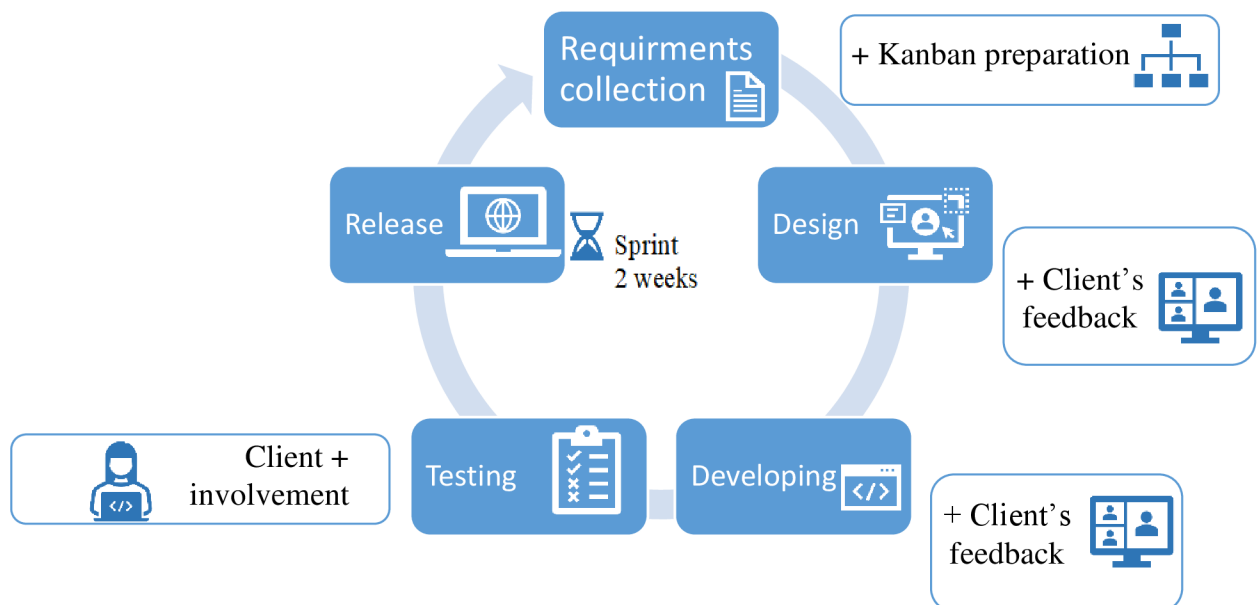 Requirments
collection
+ Kanban preparation
Design
+ Client’s
feedback
Developing
</>
+ Client’s
feedback
Testing
Client +
involvement
</>
Release
Sprint
2 weeks